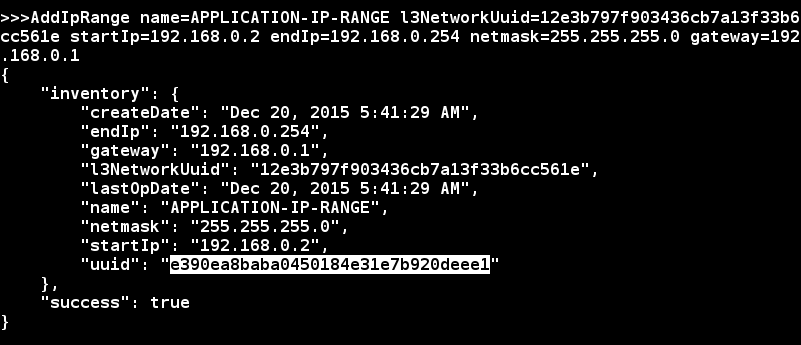 >>>AddIpRange name=APPLICATION-IP-RANGE l3NetworkUuid=12e3b797f903436cb7a13f33b6
cc561e startIp=192.168.0.2 endIp=192.168.0.254 netmask=255.255.255.0 gateway=192
.168.0.1
{
    "inventory": {
        "createDate": "Dec 20, 2015 5:41:29 AM",
        "endIp": "192.168.0.254",
        "gateway": "192.168.0.1",
        "l3NetworkUuid": "12e3b797f903436cb7a13f33b6cc561e",
        "lastOpDate": "Dec 20, 2015 5:41:29 AM",
        "name": "APPLICATION-IP-RANGE",
        "netmask": "255.255.255.0",
        "startIp": "192.168.0.2",
        "uuid": "e390ea8baba0450184e31e7b920deee1"
    },
    "success": true
}